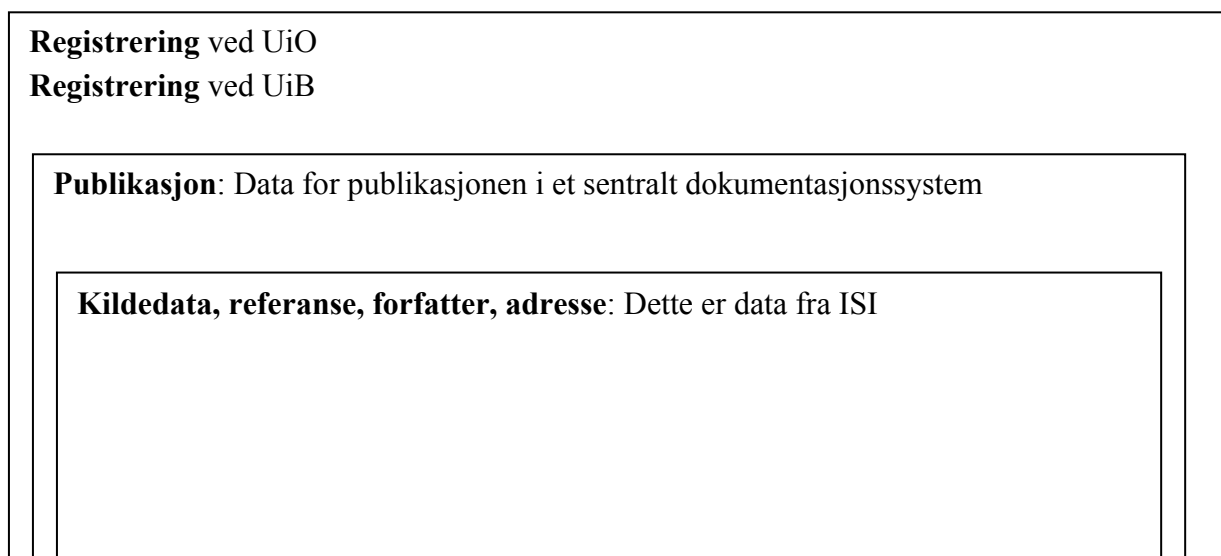 Registrering ved UiO
Registrering ved UiB
Publikasjon: Data for publikasjonen i et sentralt dokumentasjonssystem
Kildedata, referanse, forfatter, adresse: Dette er data fra ISI